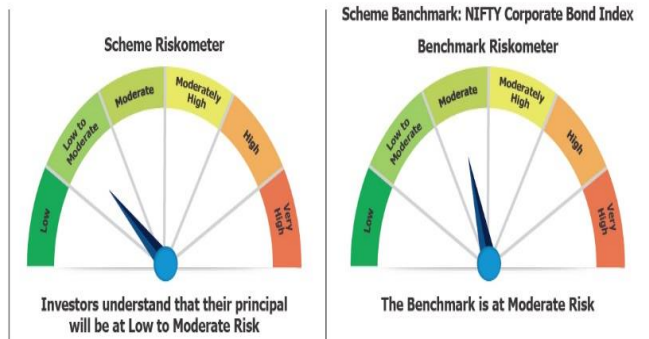 Scheme Riskometer
Low
Low to
Moderate
Moderate
Moderately
High
High
Very
High
Investors understand that their principal
will be at Low to Moderate Risk
Scheme Banchmark: NIFTY Corporate Bond Index
Benchmark Riskometer
Low
Low to
Moderate
Moderate
Moderately
High
High
Very
High
The Benchmark is at Moderate Risk